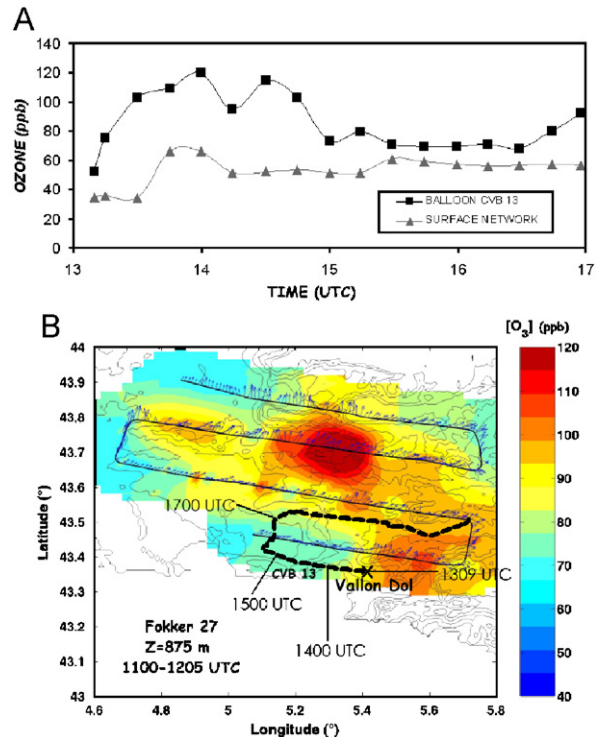 A
OZONE (ppb)
140
120
100
80
60
40
20
0
BALLOON CVB 13
SURFACE NETWORK
13 14 15 16 17
TIME (UTC)
B
[O3] (ppb)
Latitude (°)
44
43.9
43.8
43.7
43.6
43.5
43.4
43.3
43.2
43.1
43
1700 UTC
CVB 13
Vallon Dol
1309 UTC
1500 UTC
1400 UTC
Fokker 27
Z=875 m
1100-1205 UTC
4.6 4.8 5 5.2 5.4 5.6 5.8
Longitude (°)
120
110
100
90
80
70
60
50
40